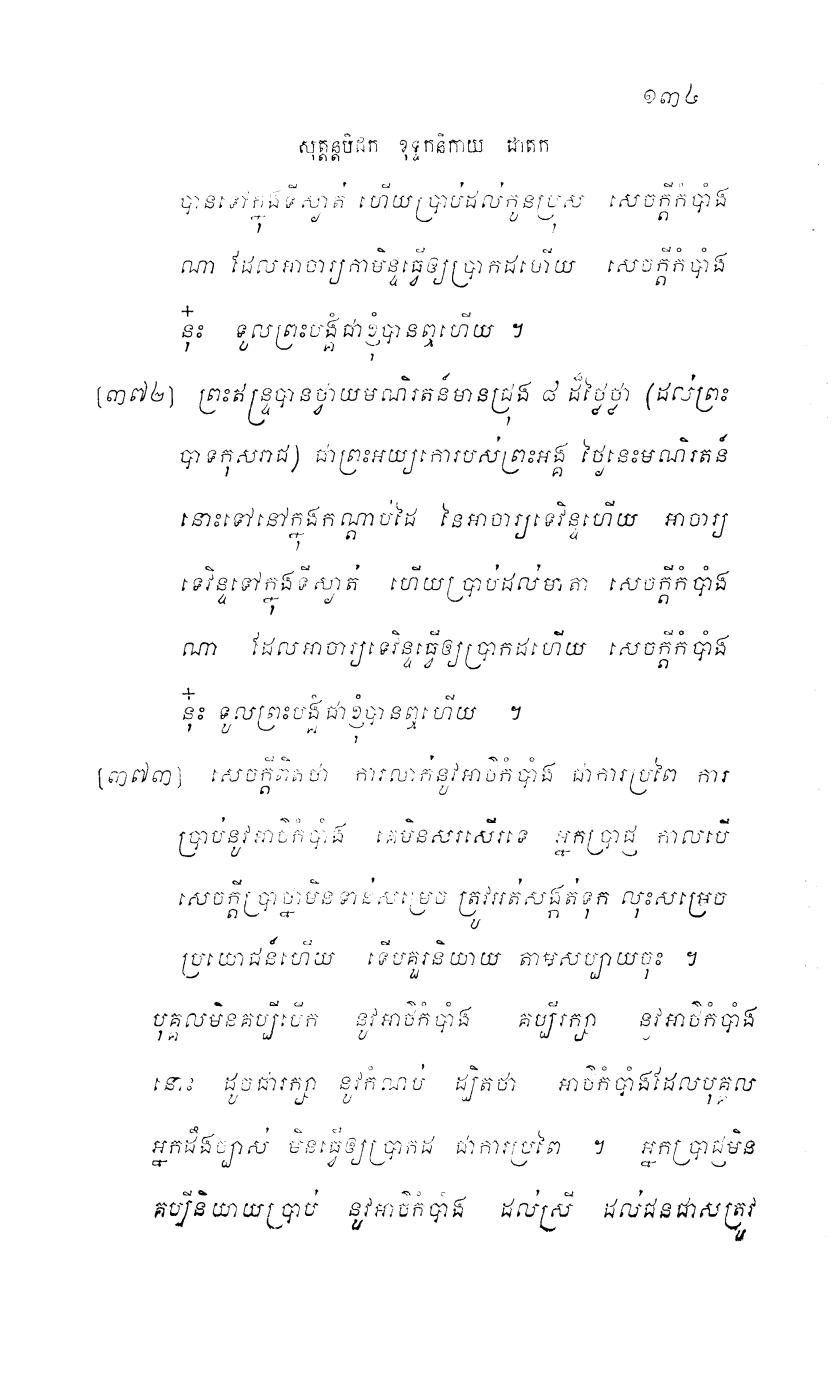 ១៣៤
សុត្តន្តបិដក ខុទ្ទកនិកាយ ជាតក
បានទៅក្នុងទីស្ងាត់ ហើយប្រាប់ដល់កូនប្រុស សេចក្ដីកំបាំង
ណា ដែលអាចារ្យកាមិន្ទធ្វើឲ្យប្រាកដហើយ សេចក្ដីកំបាំង
នុ៎ះ ទូលព្រះបង្គំជាខ្ញុំបានឮហើយ ។
[៣៧២] ព្រះឥន្ទ្របានថ្វាយមណិរតន៍មានជ្រុង ៨ ដ៏ថ្លៃថ្លា (ដល់ព្រះ
បាទកុសរាជ) ជាព្រះអយ្យកោរបស់ព្រះអង្គ ថ្ងៃនេះមណិរតន៍
នោះទៅនៅក្នុងកណ្ដាប់ដៃ នៃអាចារ្យទេវិន្ទហើយ អាចារ្យ
ទេវិន្ទទៅក្នុងទីស្ងាត់ ហើយប្រាប់ដល់មាតា សេចក្ដីកំបាំង
ណា ដែលអាចារ្យទេវិន្ទធ្វើឲ្យប្រាកដហើយ សេចក្ដីកំបាំង
នុ៎ះ ទូលព្រះបង្គំជាខ្ញុំបានឮហើយ ។
[៣៧៣] សេចក្ដីពិតថា ការលាក់នូវអាថ៌កំបាំង ជាការប្រពៃ ការ
ប្រាប់នូវអាថ៌កំបាំង គេមិនសរសើរទេ អ្នកប្រាជ្ញ កាលបើ
សេចក្ដីប្រាថ្នាមិនទាន់សម្រេច ត្រូវអត់សង្កត់ទុក លុះសម្រេច
ប្រយោជន៍ហើយ ទើបគួរនិយាយ តាមសប្បាយចុះ ។
បុគ្គលមិនគប្បីបើក នូវអាថ៌កំបាំង គប្បីរក្សា នូវអាថ៌កំបាំង
នោះ ដូចជារក្សា នូវកំណប់ ដ្បិតថា អាថ៌កំបាំងដែលបុគ្គល
អ្នកដឹងច្បាស់ មិនធ្វើឲ្យប្រាកដ ជាការប្រពៃ ។ អ្នកប្រាជ្ញមិន
គប្បីនិយាយប្រាប់ នូវអាថ៌កំបាំង ដល់ស្រី ដល់ជនជាសត្រូវ